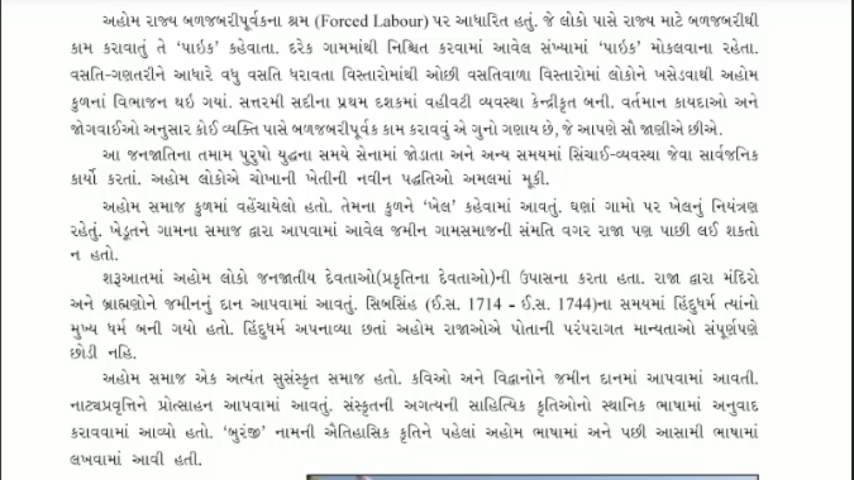 અહોમ રાજ્ય બળજબરીપૂર્વકના શ્રમ (Forced Labour) પર આધારિત હતું. જે લોકો પાસે રાજ્ય માટે બળજબરીથી
કામ કરાવાતું તે ‘પાઇક’ કહેવાતા. દરેક ગામમાંથી નિશ્ચિત કરવામાં આવેલ સંખ્યામાં ‘પાઇક’ મોકલવાના રહેતા.
વસતિ-ગણતરીને આધારે વધુ વસતિ ધરાવતા વિસ્તારોમાંથી ઓછી વસતિવાળા વિસ્તારોમાં લોકોને ખસેડવાથી અહોમ
કુળનાં વિભાજન થઇ ગયાં. સત્તરમી સદીના પ્રથમ દશકમાં વહીવટી વ્યવસ્થા કેન્દ્રીકૃત બની. વર્તમાન કાયદાઓ અને
જોગવાઈઓ અનુસાર કોઈ વ્યક્તિ પાસે બળજબરીપૂર્વક કામ કરાવવું એ ગુનો ગણાય છે, જે આપણે સૌ જાણીએ છીએ.
આ જનજાતિના તમામ પુરુષો યુદ્ધના સમયે સેનામાં જોડાતા અને અન્ય સમયમાં સિંચાઈ-વ્યવસ્થા જેવા સાર્વજનિક
કાર્યો કરતાં. અહોમ લોકોએ ચોખાની ખેતીની નવીન પદ્ધતિઓ અમલમાં મૂકી.
અહોમ સમાજ કુળમાં વહેંચાયેલો હતો. તેમના કુળને ‘ખેલ’ કહેવામાં આવતું. ઘણાં ગામો પર ખેલનું નિયંત્રણ
રહેતું. ખેડૂતને ગામના સમાજ દ્વારા આપવામાં આવેલ જમીન ગામસમાજની સંમતિ વગર રાજા પણ પાછી લઈ શકતો
ન હતો.
શરૂઆતમાં અહોમ લોકો જનજાતીય દેવતાઓ(પ્રકૃતિના દેવતાઓ)ની ઉપાસના કરતા હતા. રાજા દ્વારા મંદિરો
અને બ્રાહ્મણોને જમીનનું દાન આપવામાં આવતું. સિબસિંહ (ઈ.સ. 1714 - ઈ.સ. 1744)ના સમયમાં હિંદુધર્મ ત્યાંનો
મુખ્ય ધર્મ બની ગયો હતો. હિંદુધર્મ અપનાવ્યા છતાં અહોમ રાજાઓએ પોતાની પરંપરાગત માન્યતાઓ સંપૂર્ણપણે
છોડી નહિ.
અહોમ સમાજ એક અત્યંત સુસંસ્કૃત સમાજ હતો. કવિઓ અને વિદ્વાનોને જમીન દાનમાં આપવામાં આવતી.
નાટ્યપ્રવૃત્તિને પ્રોત્સાહન આપવામાં આવતું. સંસ્કૃતની અગત્યની સાહિત્યિક કૃતિઓનો સ્થાનિક ભાષામાં અનુવાદ
કરાવવામાં આવ્યો હતો. ‘બુરંજી’ નામની ઐતિહાસિક કૃતિને પહેલાં અહોમ ભાષામાં અને પછી આસામી ભાષામાં
લખવામાં આવી હતી.